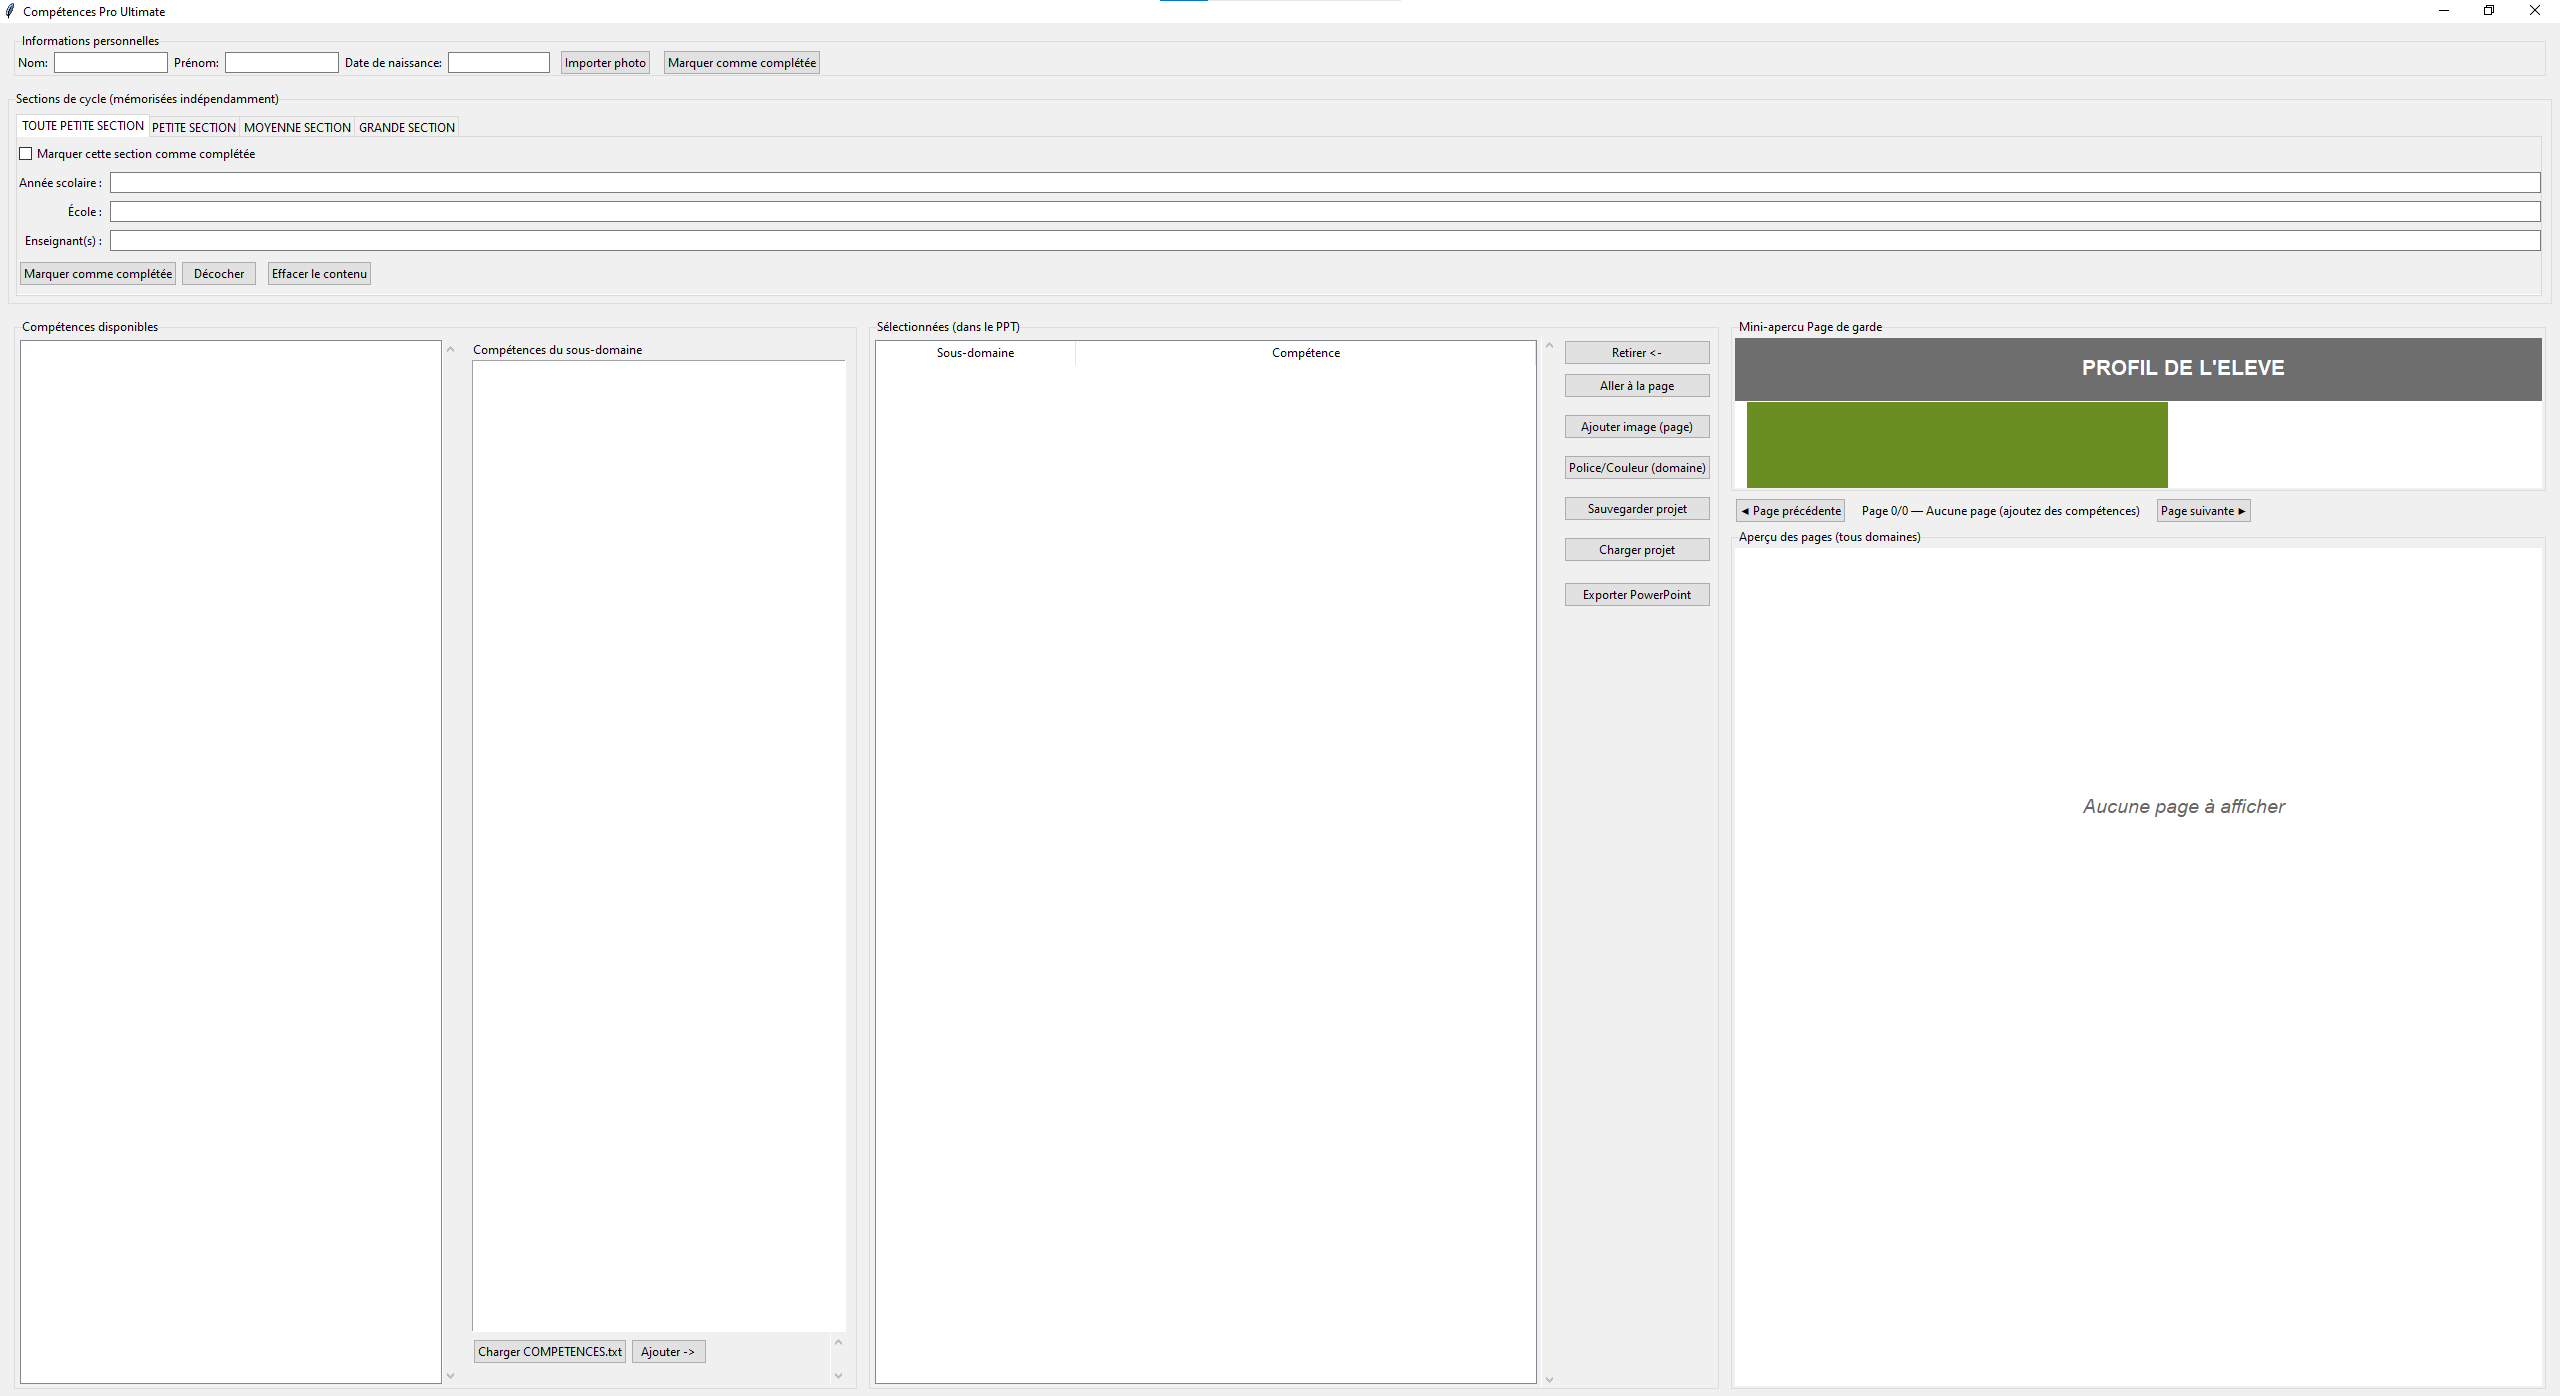 Compétences Pro Ultimate
Informations personnelles
Nom: Prénom: Date de naissance: Importer photo Marquer comme complétée
Sections de cycle (mémorisées indépendamment)
TOUTE PETITE SECTION PETITE SECTION MOYENNE SECTION GRANDE SECTION
Marquer cette section comme complétée
Année scolaire :
École :
Enseignant(s) :
Marquer comme complétée Décocher Effacer le contenu
Compétences disponibles
Compétences du sous-domaine
Charger COMPETENCES.txt Ajouter ->
Sélectionnées (dans le PPT)
Sous-domaine Compétence
Retirer <-
Aller à la page
Ajouter image (page)
Police/Couleur (domaine)
Sauvegarder projet
Charger projet
Exporter PowerPoint
Mini-apercu Page de garde
PROFIL DE L'ELEVE
◄ Page précédente Page 0/0 — Aucune page (ajoutez des compétences) Page suivante ►
Aperçu des pages (tous domaines)
Aucune page à afficher